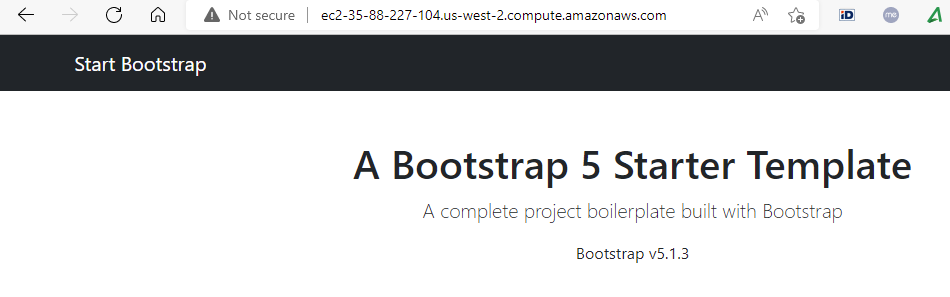 Not secure | ec2-35-88-227-104.us-west-2.compute.amazonaws.com A)) iD me
Start Bootstrap
A Bootstrap 5 Starter Template
A complete project boilerplate built with Bootstrap
Bootstrap v5.1.3